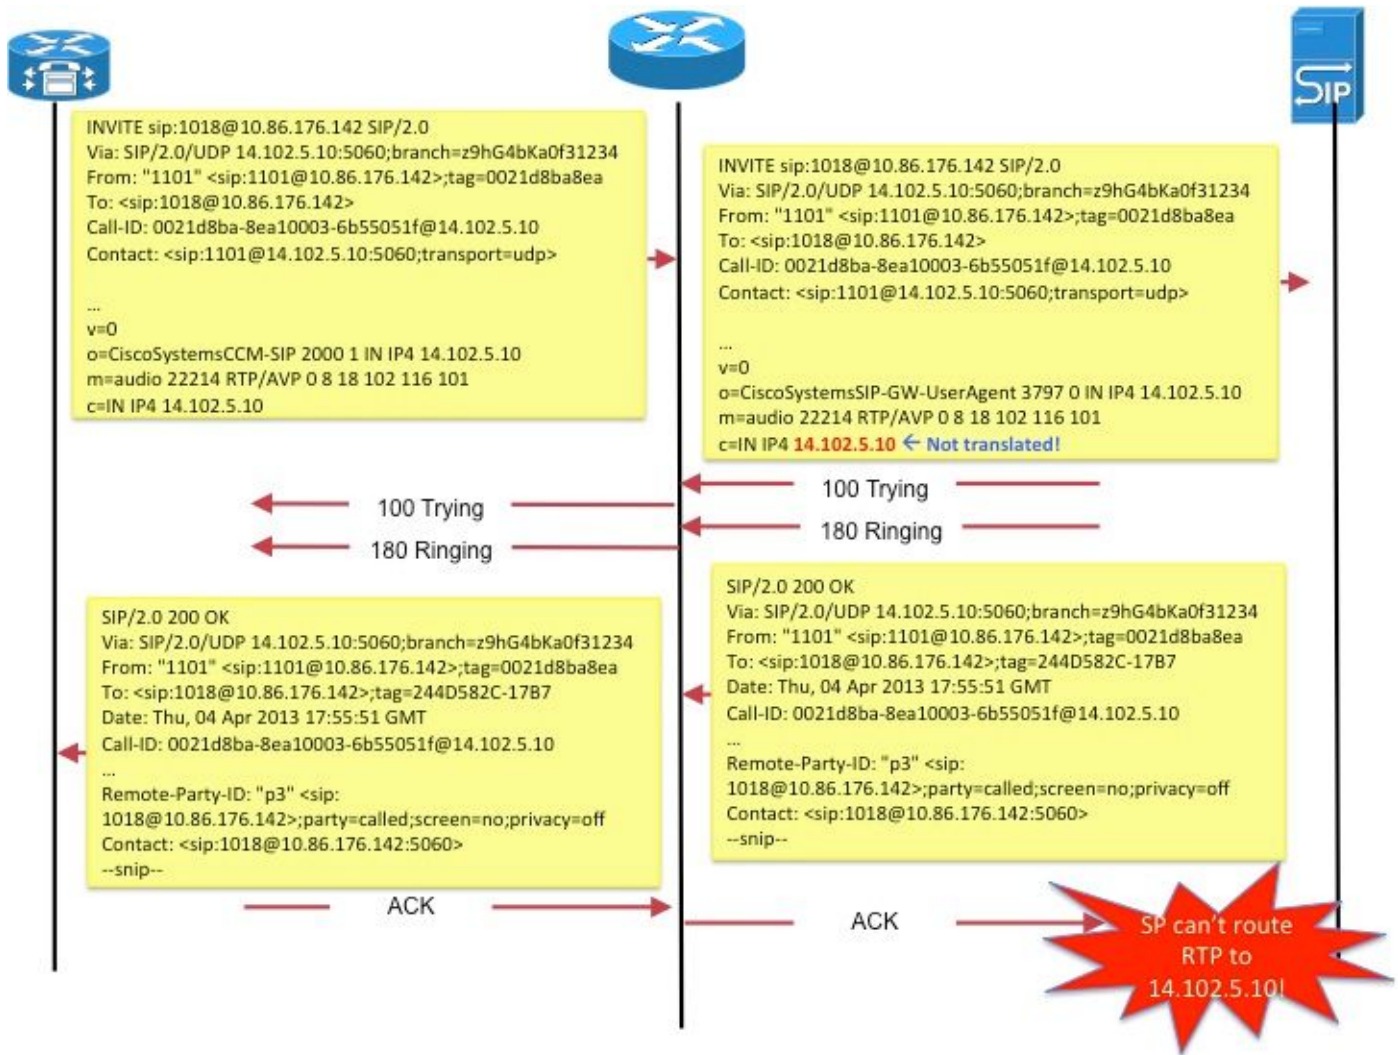 SIP
INVITE sip:1018@10.86.176.142 SIP/2.0
Via: SIP/2.0/UDP 14.102.5.10:5060;branch=z9hG4bKa0f31234
From: "1101" <sip:1101@10.86.176.142>;tag=0021d8ba8ea
To: <sip:1018@10.86.176.142>
Call-ID: 0021d8ba-8ea10003-6b55051f@14.102.5.10
Contact: <sip:1101@14.102.5.10:5060;transport=udp>
...
v=0
o=CiscoSystemsCCM-SIP 2000 1 IN IP4 14.102.5.10
m=audio 22214 RTP/AVP 0 8 18 102 116 101
c=IN IP4 14.102.5.10
INVITE sip:1018@10.86.176.142 SIP/2.0
Via: SIP/2.0/UDP 14.102.5.10:5060;branch=z9hG4bKa0f31234
From: "1101" <sip:1101@10.86.176.142>;tag=0021d8ba8ea
To: <sip:1018@10.86.176.142>
Call-ID: 0021d8ba-8ea10003-6b55051f@14.102.5.10
Contact: <sip:1101@14.102.5.10:5060;transport=udp>
...
v=0
o=CiscoSystemsSIP-GW-UserAgent 3797 0 IN IP4 14.102.5.10
m=audio 22214 RTP/AVP 0 8 18 102 116 101
c=IN IP4 14.102.5.10 ← Not translated!
100 Trying
100 Trying
180 Ringing
180 Ringing
SIP/2.0 200 OK
Via: SIP/2.0/UDP 14.102.5.10:5060;branch=z9hG4bKa0f31234
From: "1101" <sip:1101@10.86.176.142>;tag=0021d8ba8ea
To: <sip:1018@10.86.176.142>;tag=244D582C-17B7
Date: Thu, 04 Apr 2013 17:55:51 GMT
Call-ID: 0021d8ba-8ea10003-6b55051f@14.102.5.10
...
Remote-Party-ID: "p3" <sip:
1018@10.86.176.142>;party=called;screen=no;privacy=off
Contact: <sip:1018@10.86.176.142:5060>
--snip--
SIP/2.0 200 OK
Via: SIP/2.0/UDP 14.102.5.10:5060;branch=z9hG4bKa0f31234
From: "1101" <sip:1101@10.86.176.142>;tag=0021d8ba8ea
To: <sip:1018@10.86.176.142>;tag=244D582C-17B7
Date: Thu, 04 Apr 2013 17:55:51 GMT
Call-ID: 0021d8ba-8ea10003-6b55051f@14.102.5.10
...
Remote-Party-ID: "p3" <sip:
1018@10.86.176.142>;party=called;screen=no;privacy=off
Contact: <sip:1018@10.86.176.142:5060>
--snip--
ACK
ACK
SP can't route
RTP to
14.102.5.10!